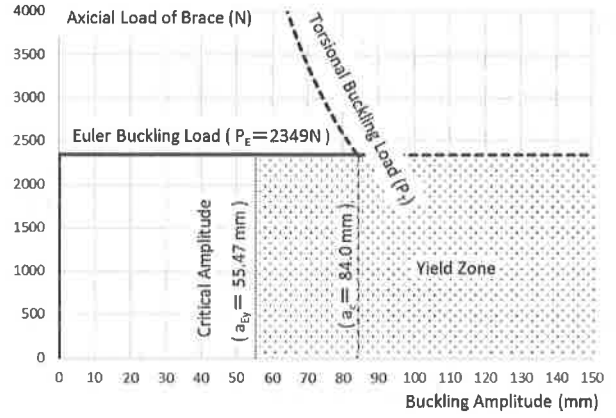 4000
Axicial Load of Brace (N)
3500
3000
2500
Euler Buckling Load ( PE＝2349N )
Torsional Buckling Load (PT)
2000
1500
1000
500
0
Critical Amplitude
( aEy＝ 55.47 mm )
( ac＝ 84.0 mm )
Yield Zone
0 10 20 30 40 50 60 70 80 90 100 110 120 130 140 150
Buckling Amplitude (mm)